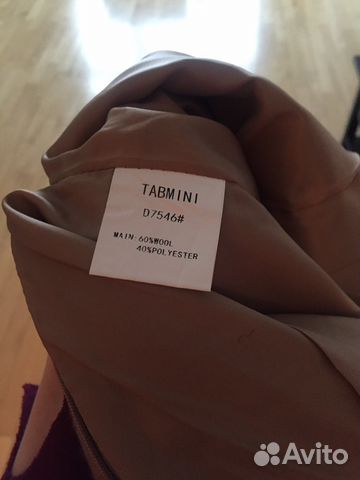 TABMINI
D7546#
MAIN-60%WOOL
40%POLYESTER
Avito